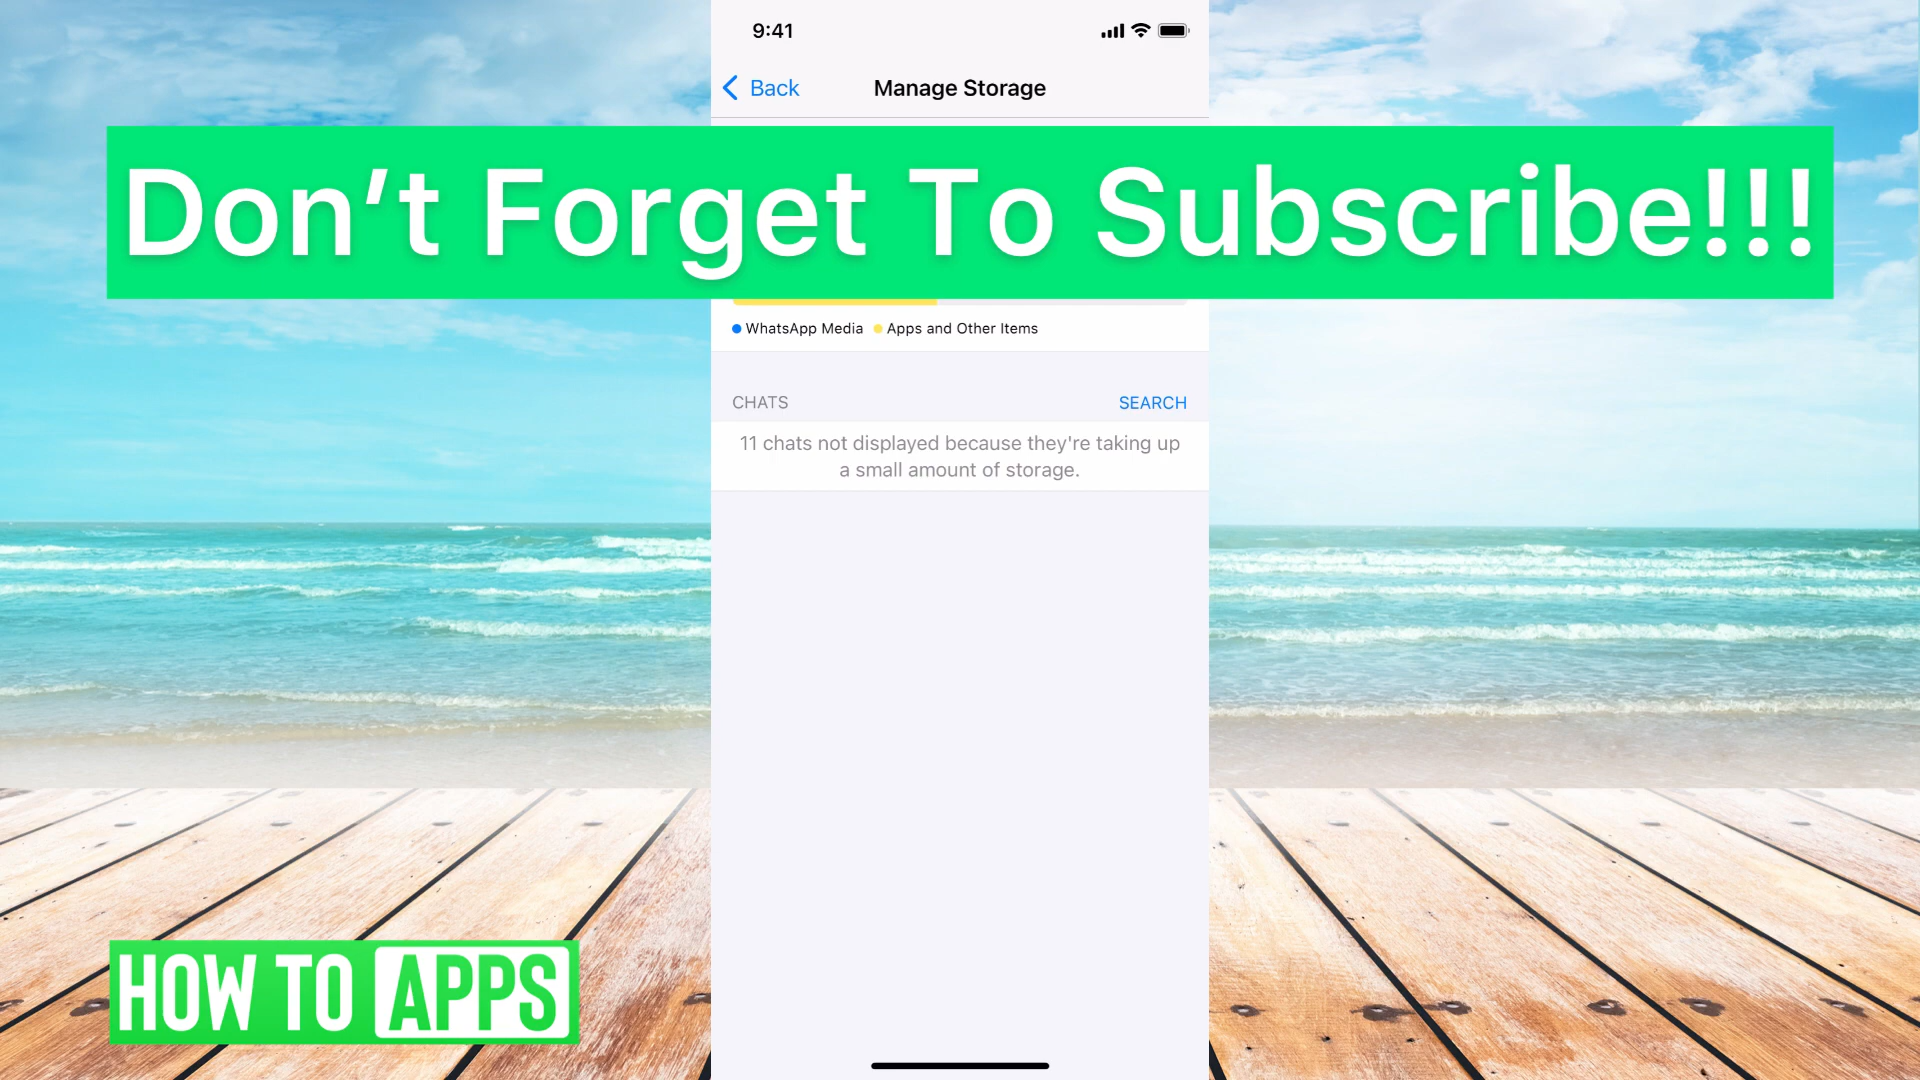 9:41
Back
Manage Storage
Don’t Forget To Subscribe!!!
WhatsApp Media Apps and Other Items
CHATS
SEARCH
11 chats not displayed because they're taking up
a small amount of storage.
HOW TO APPS